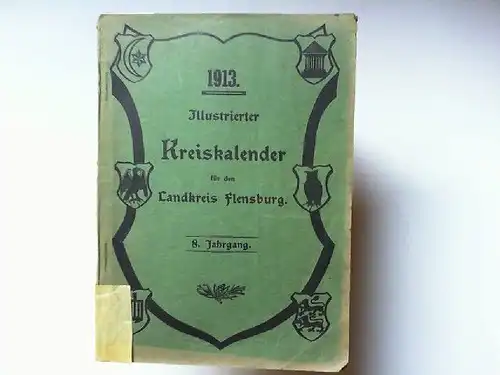 1913.
Illustrierter
Kreiskalender
für den
Landkreis Flensburg.
8. Jahrgang.